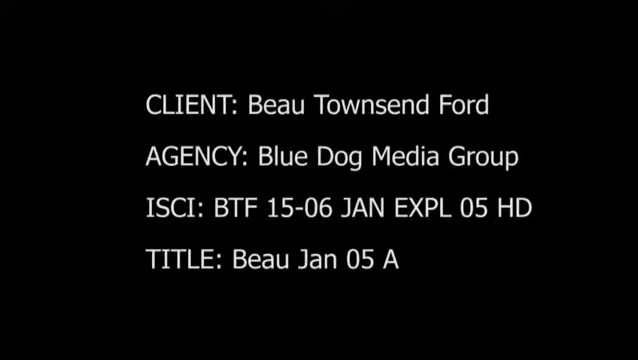 CLIENT: Beau Townsend Ford
AGENCY: Blue Dog Media Group
ISCI: BTF 15-06 JAN EXPL 05 HD
TITLE: Beau Jan 05 A